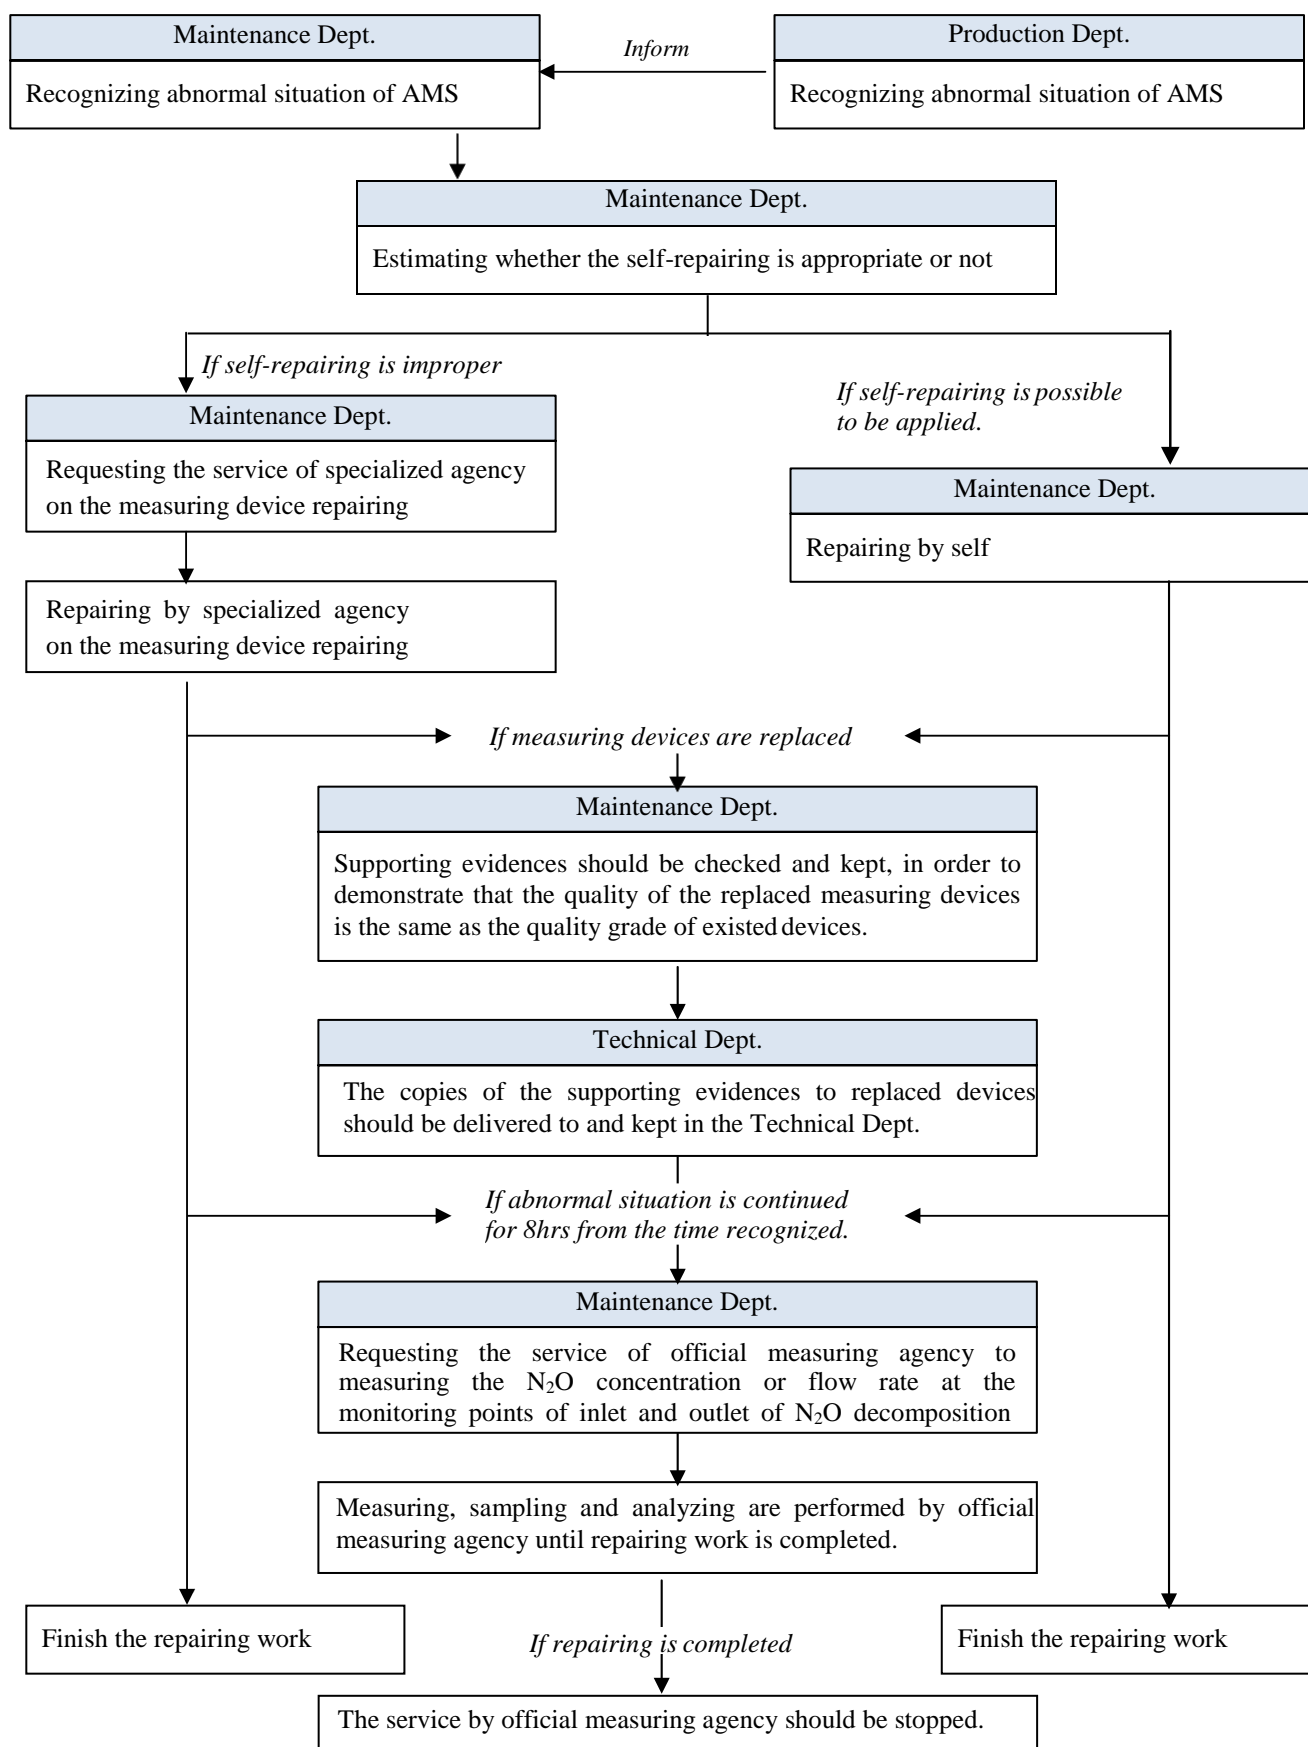 Maintenance Dept.
Recognizing abnormal situation of AMS
Inform
Production Dept.
Recognizing abnormal situation of AMS
Maintenance Dept.
Estimating whether the self-repairing is appropriate or not
If self-repairing is improper
If self-repairing is possible
to be applied.
Maintenance Dept.
Requesting the service of specialized agency
on the measuring device repairing
Maintenance Dept.
Repairing by self
Repairing by specialized agency
on the measuring device repairing
If measuring devices are replaced
Maintenance Dept.
Supporting evidences should be checked and kept, in order to
demonstrate that the quality of the replaced measuring devices
is the same as the quality grade of existed devices.
Technical Dept.
The copies of the supporting evidences to replaced devices
should be delivered to and kept in the Technical Dept.
If abnormal situation is continued
for 8hrs from the time recognized.
Maintenance Dept.
Requesting the service of official measuring agency to
measuring the N₂O concentration or flow rate at the
monitoring points of inlet and outlet of N₂O decomposition
Measuring, sampling and analyzing are performed by official
measuring agency until repairing work is completed.
Finish the repairing work
If repairing is completed
Finish the repairing work
The service by official measuring agency should be stopped.